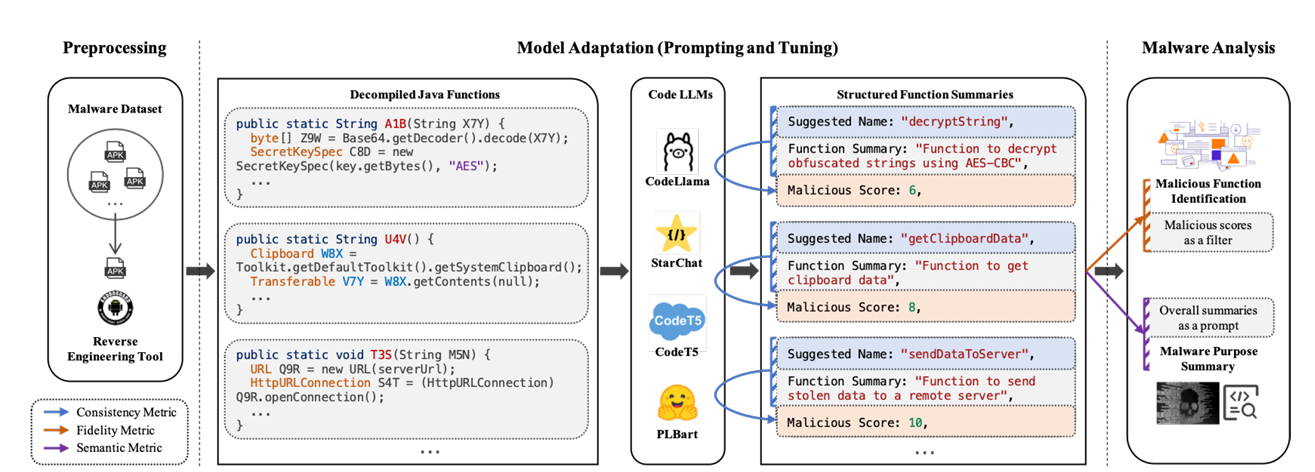 Preprocessing
Model Adaptation (Prompting and Tuning)
Malware Analysis
Malware Dataset
APK
APK
APK
...
APK
Reverse
Engineering Tool
Consistency Metric
Fidelity Metric
Semantic Metric
Decompiled Java Functions
public static String A1B(String X7Y) {
byte[] Z9W = Base64.getDecoder().decode(X7Y);
SecretKeySpec C8D = new
SecretKeySpec(key.getBytes(), "AES");
...
}
public static String U4V() {
Clipboard W8X =
Toolkit.getDefaultToolkit().getSystemClipboard();
Transferable V7Y = W8X.getContents(null);
...
}
public static void T3S(String M5N) {
URL Q9R = new URL(serverUrl);
HttpURLConnection S4T = (HttpURLConnection)
Q9R.openConnection();
...
}
...
Code LLMs
CodeLlama
{/}
StarChat
CodeT5
CodeT5
PLBart
Structured Function Summaries
Suggested Name: "decryptString",
Function Summary: "Function to decrypt
obfuscated strings using AES-CBC",
Malicious Score: 6,
Suggested Name: "getClipboardData",
Function Summary: "Function to get
clipboard data",
Malicious Score: 8,
Suggested Name: "sendDataToServer",
Function Summary: "Function to send
stolen data to a remote server",
Malicious Score: 10,
...
Malicious Function
Identification
Malicious scores
as a filter
Overall summaries
as a prompt
Malware Purpose
Summary